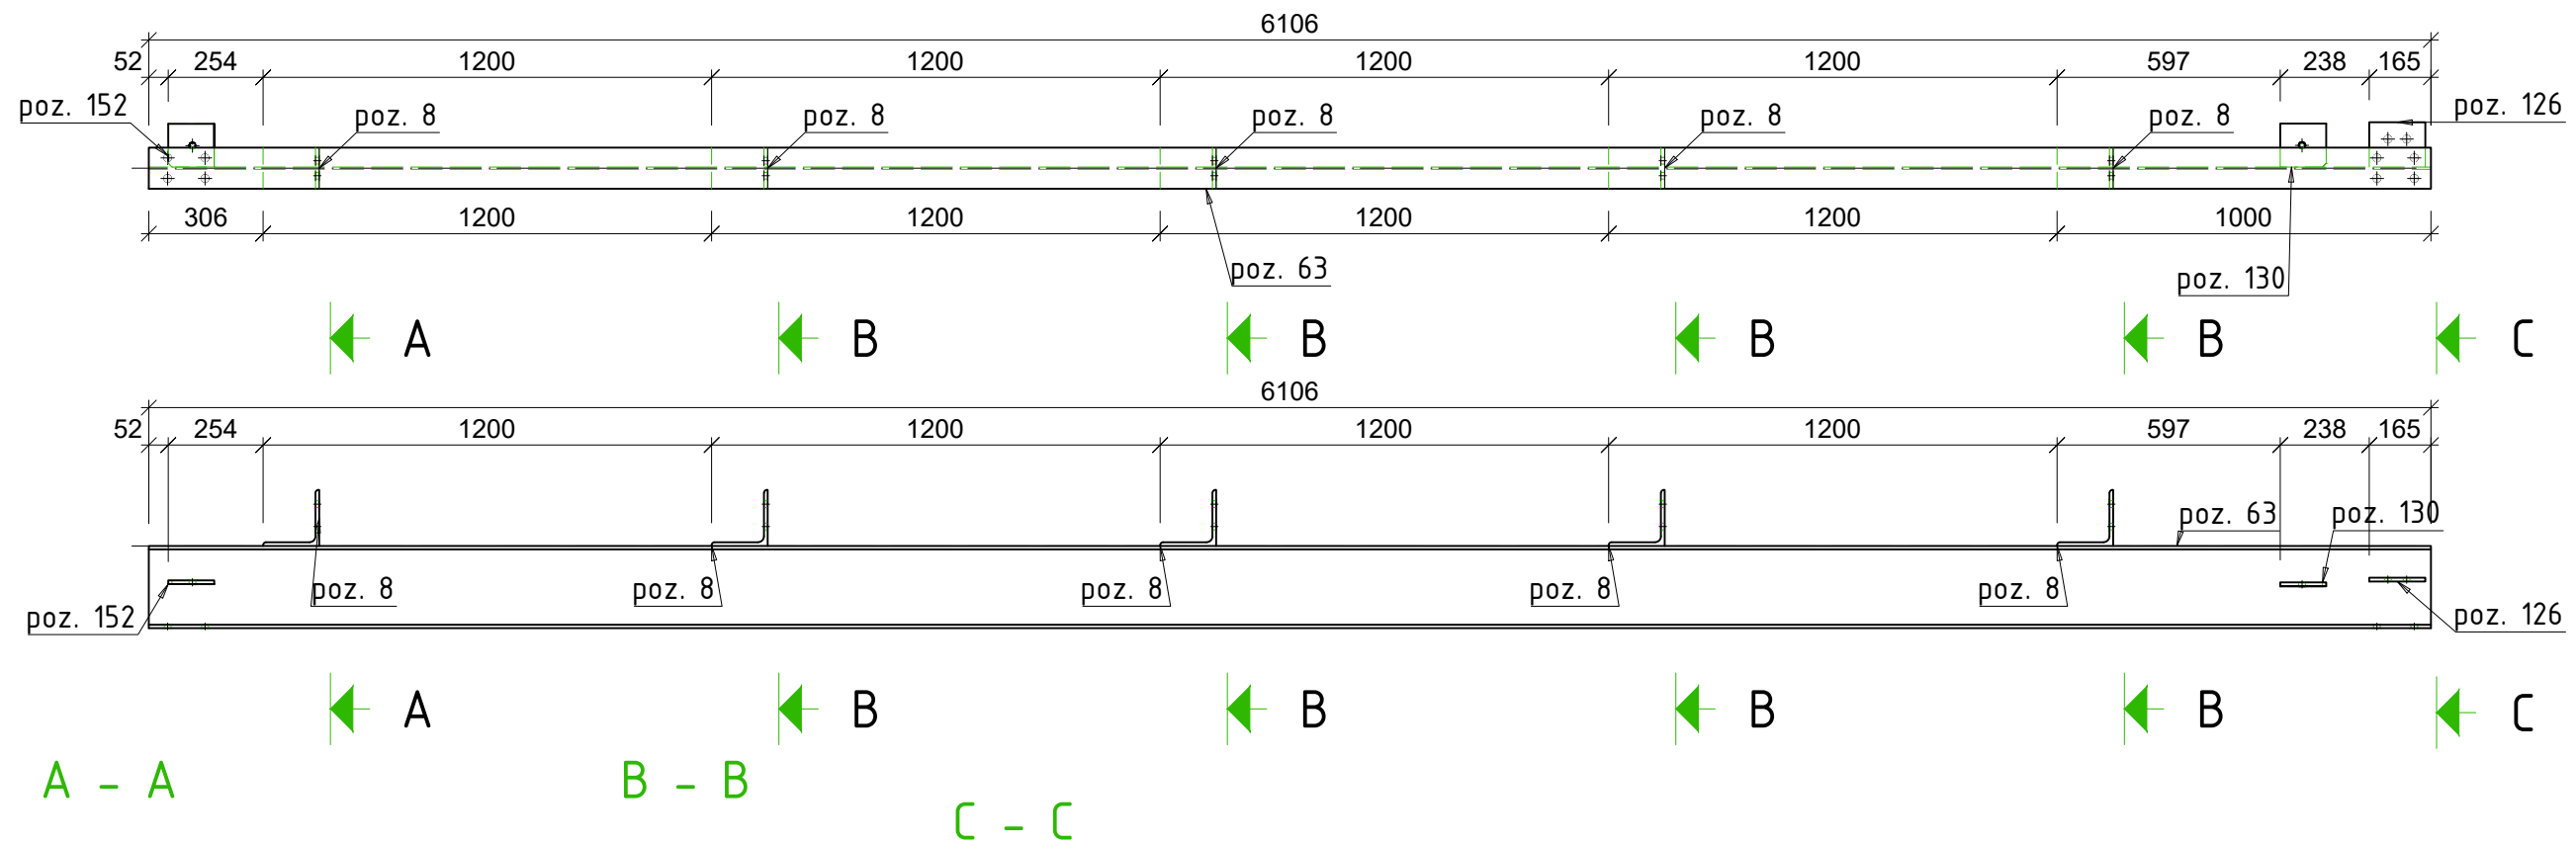 6106
52 254 1200 1200 1200 1200 597 238 165
poz. 152 poz. 8 poz. 8 poz. 8 poz. 8 poz. 8 poz. 126
306 1200 1200 1200 1200 1000
poz. 63 poz. 130
A B B B B C
6106
52 254 1200 1200 1200 1200 597 238 165
poz. 63 poz. 130
poz. 152 poz. 8 poz. 8 poz. 8 poz. 8 poz. 8 poz. 126
A B B B B C
A - A B - B
C - C